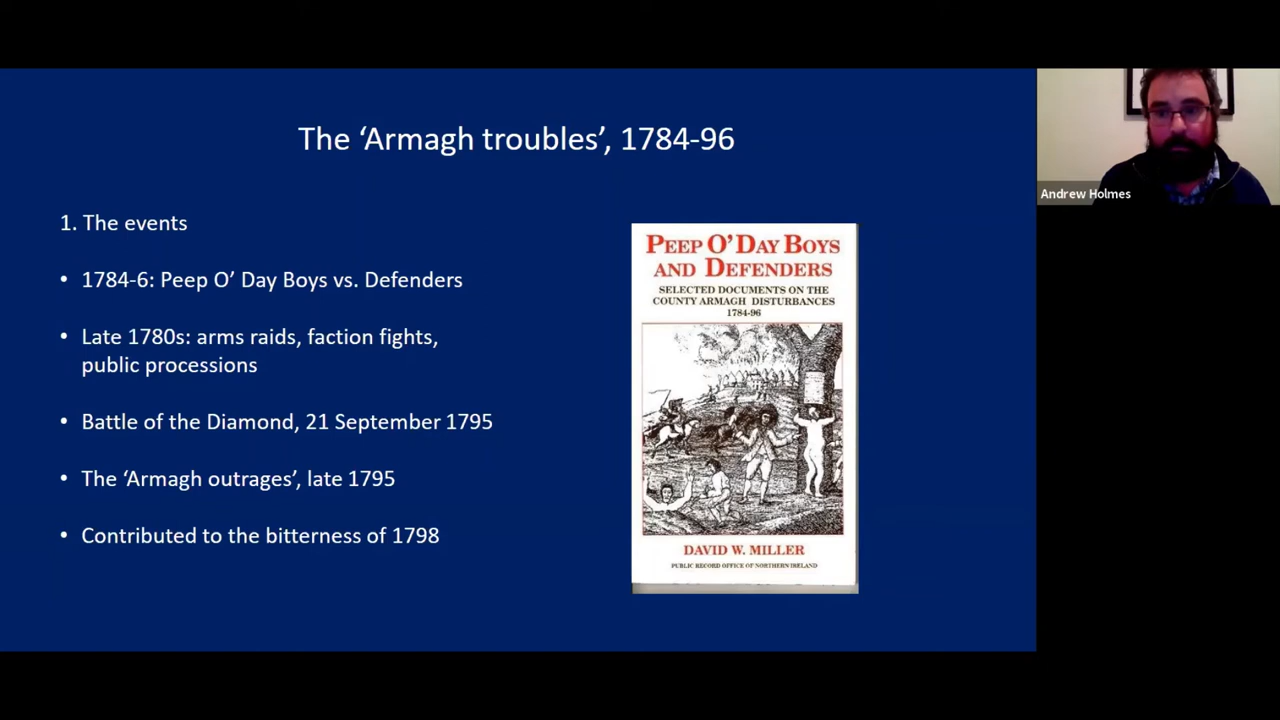 The ‘Armagh troubles’, 1784-96
Andrew Holmes
1. The events
• 1784-6: Peep O’ Day Boys vs. Defenders
• Late 1780s: arms raids, faction fights,
public processions
• Battle of the Diamond, 21 September 1795
• The ‘Armagh outrages’, late 1795
• Contributed to the bitterness of 1798
PEEP O’ DAY BOYS
AND DEFENDERS
SELECTED DOCUMENTS ON THE
COUNTY ARMAGH DISTURBANCES
1784-96
DAVID W. MILLER
PUBLIC RECORD OFFICE OF NORTHERN IRELAND